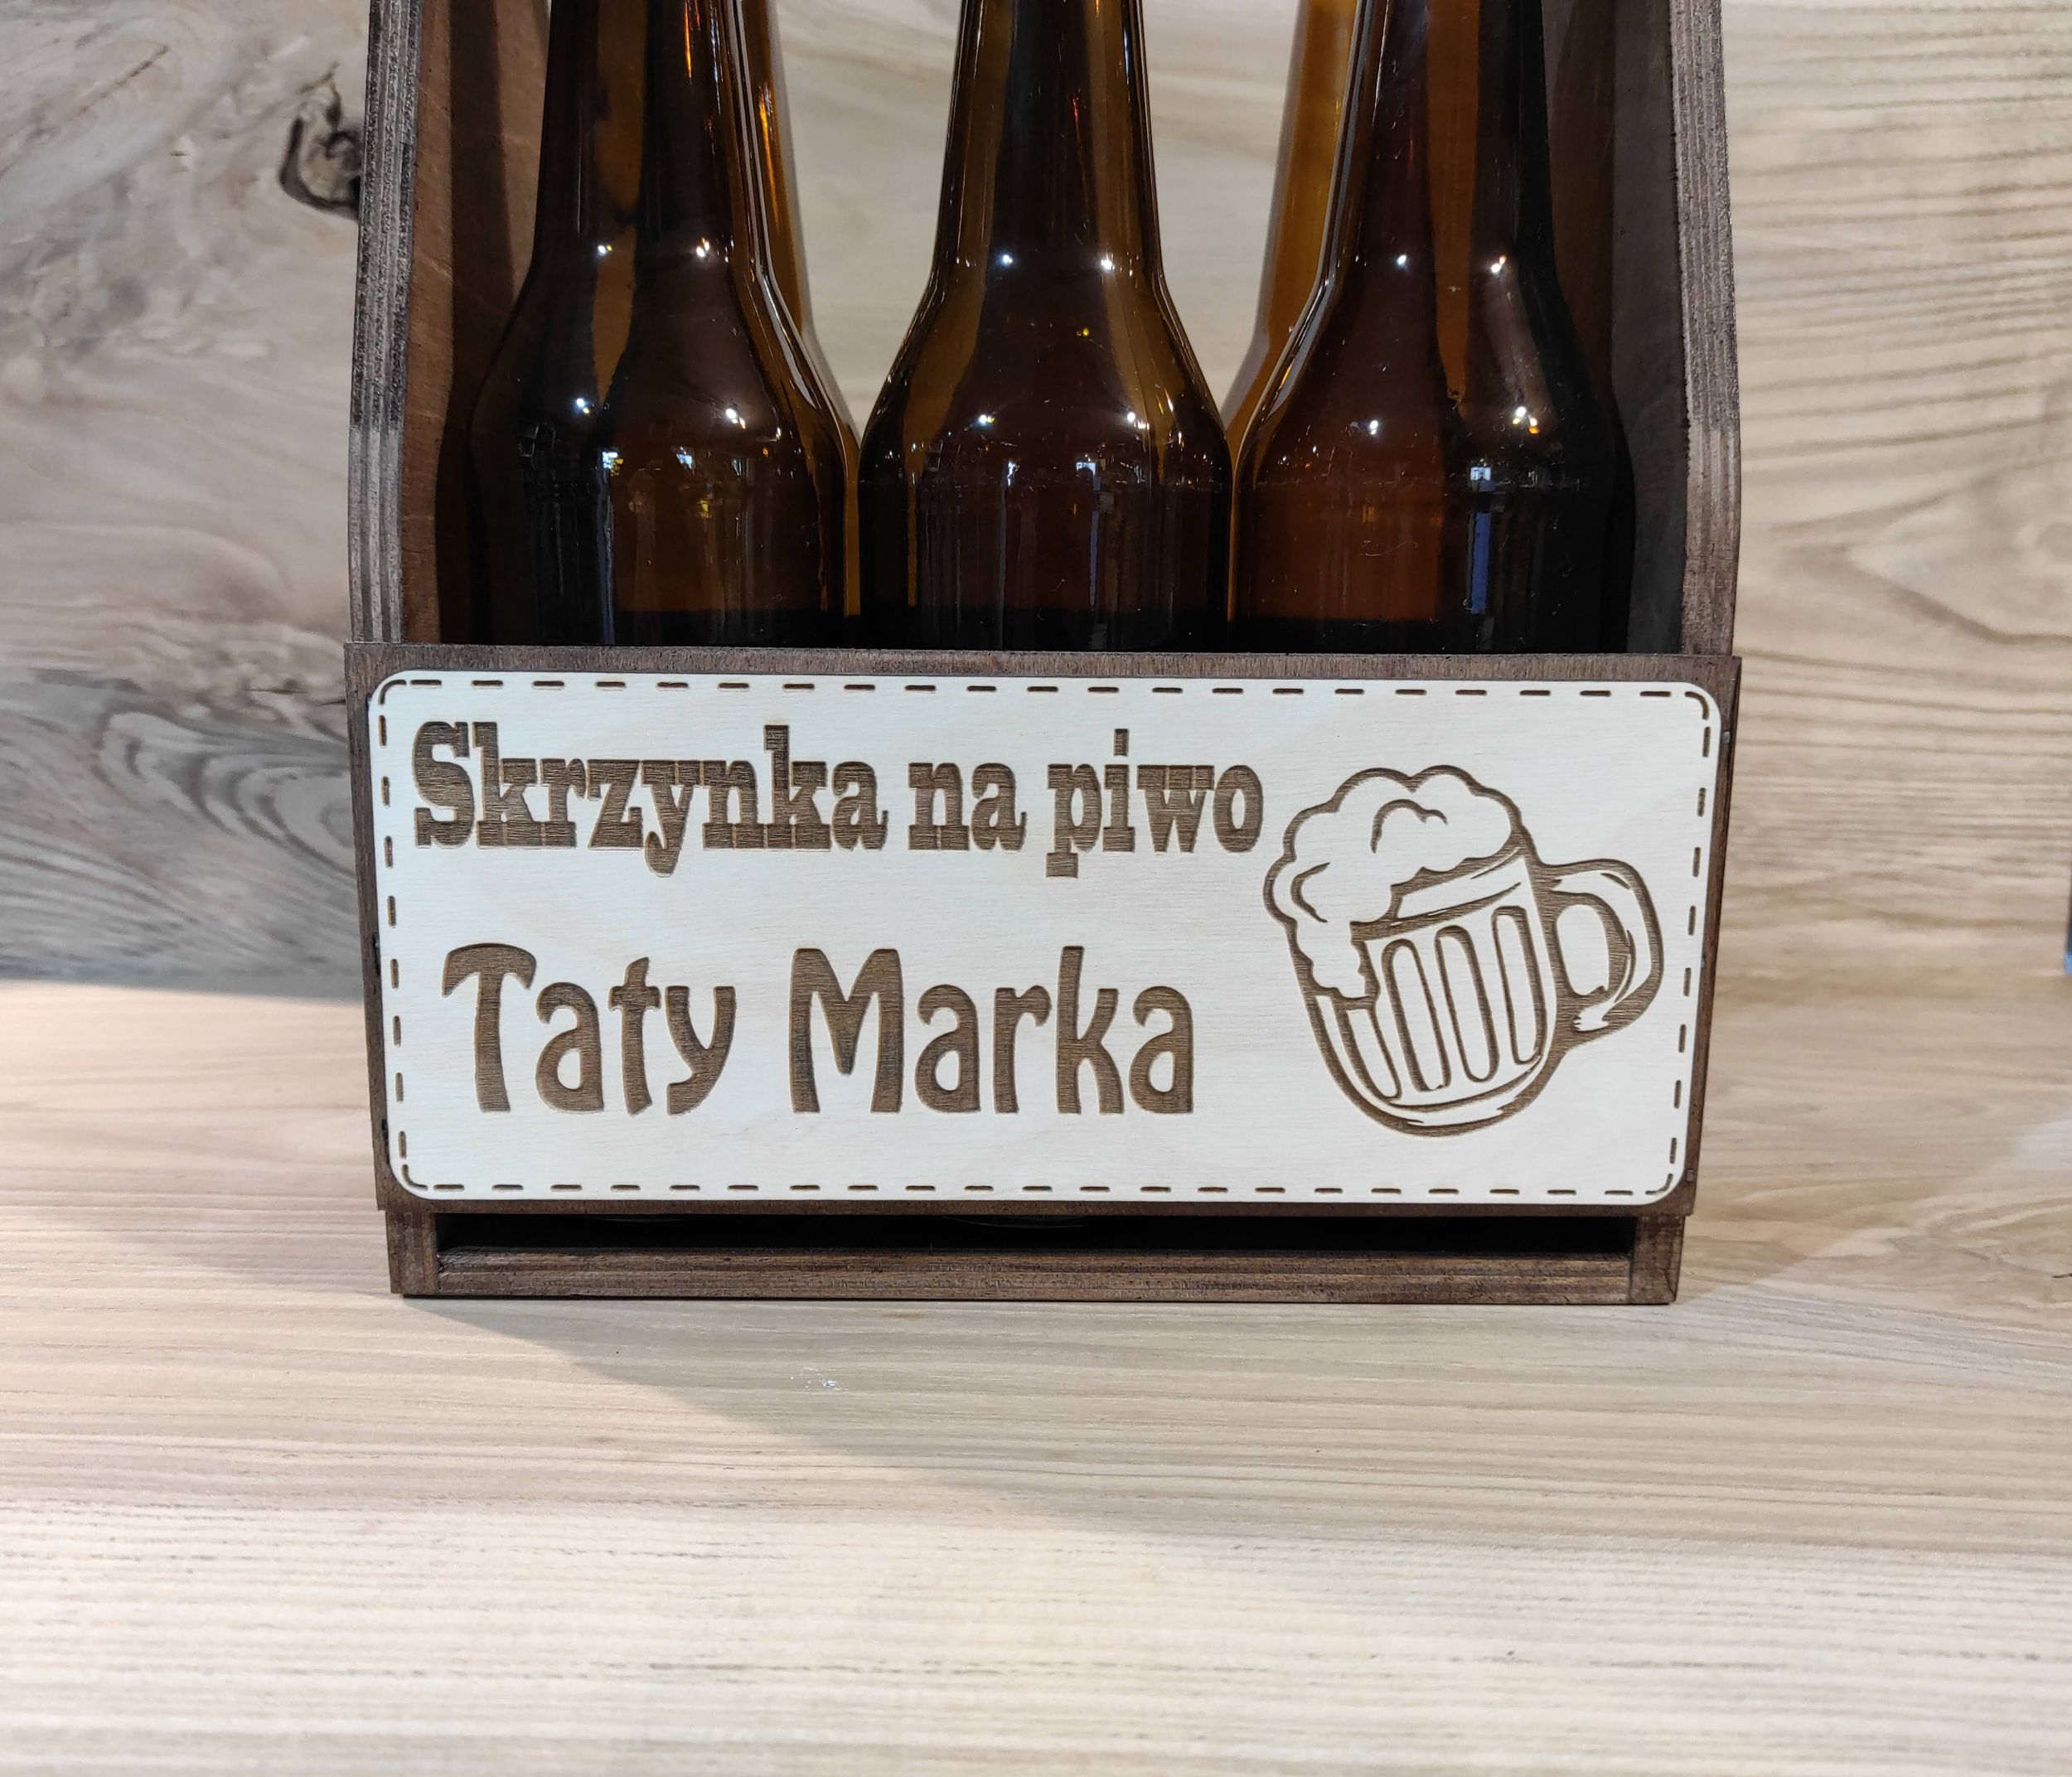 Skrzynka na piwo
Taty Marka